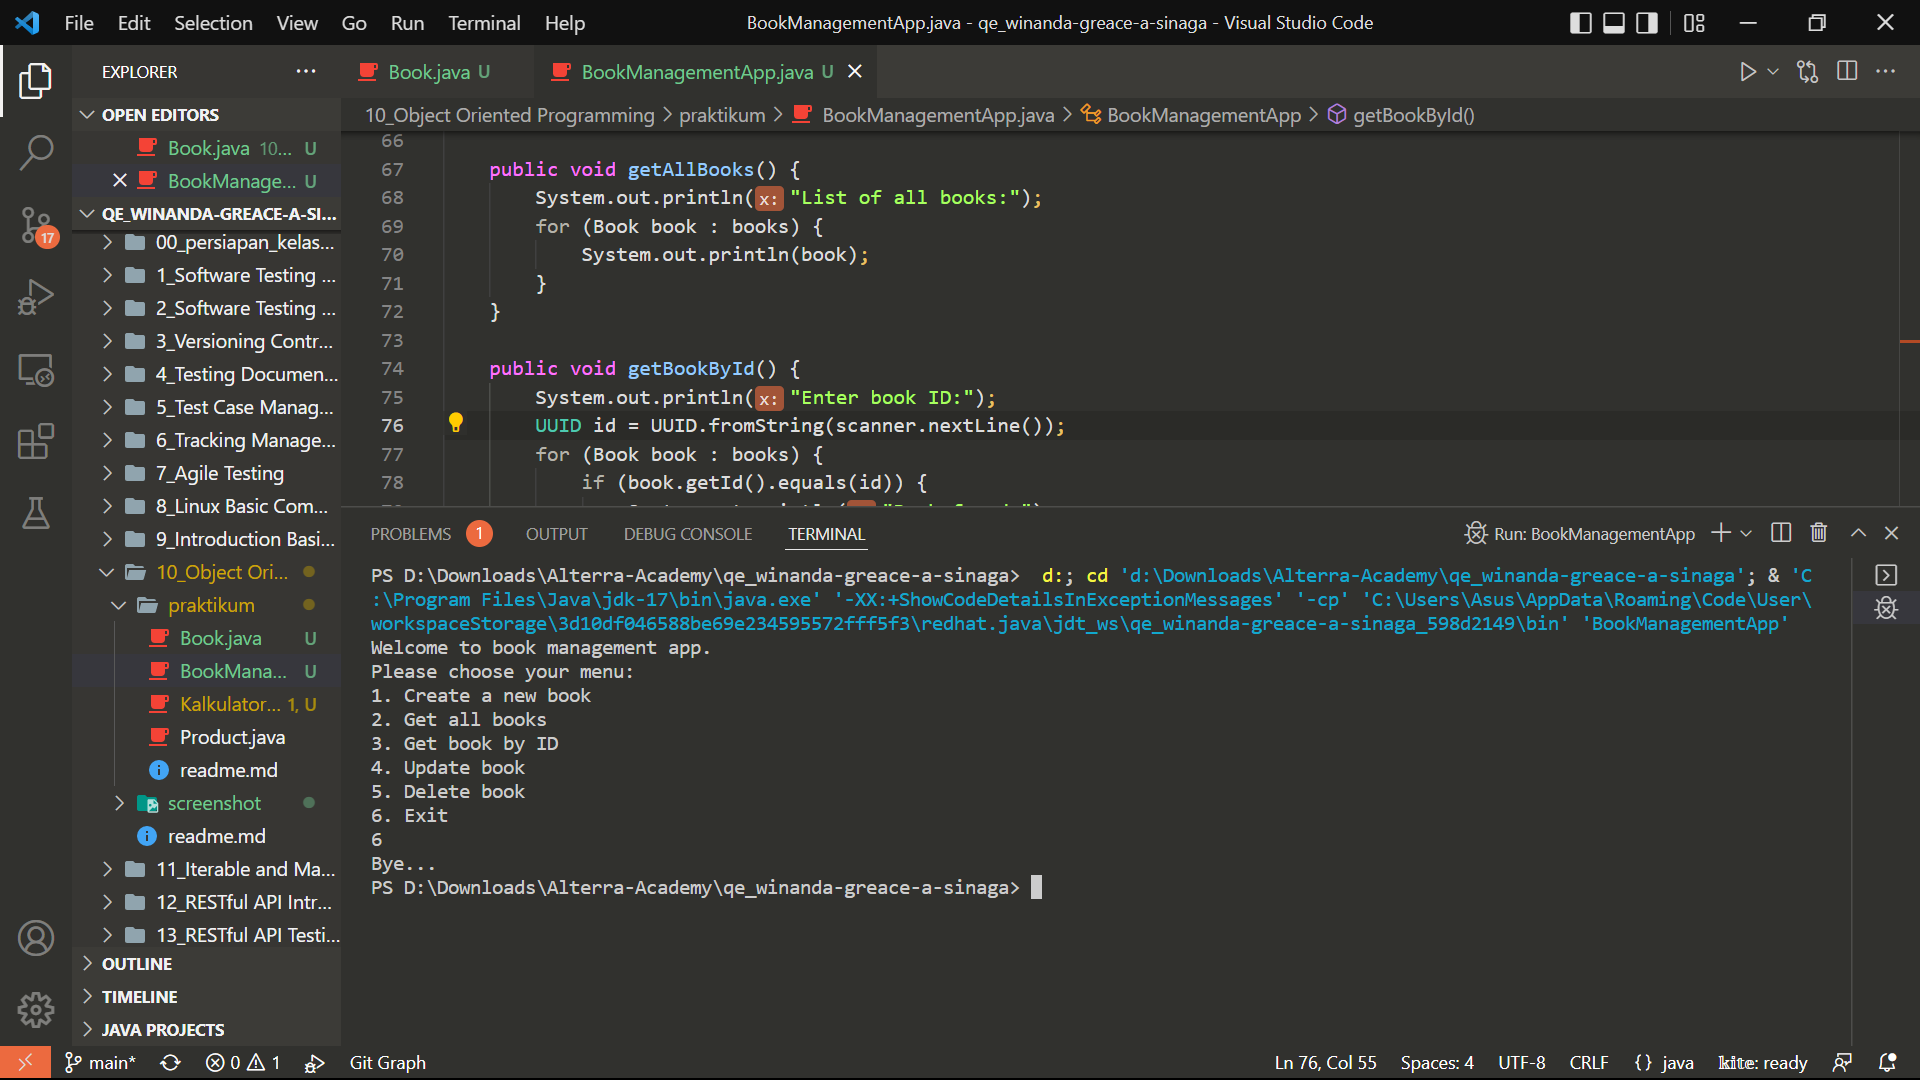 File Edit Selection View Go Run Terminal Help
BookManagementApp.java - qe_winanda-greace-a-sinaga - Visual Studio Code
EXPLORER
OPEN EDITORS
Book.java 10... U
BookManage... U
QE_WINANDA-GREACE-A-SI...
00_persiapan_kelas...
1_Software Testing ...
2_Software Testing ...
3_Versioning Contr...
4_Testing Documen...
5_Test Case Manag...
6_Tracking Manage...
7_Agile Testing
8_Linux Basic Com...
9_Introduction Basi...
10_Object Ori...
praktikum
Book.java U
BookMana... U
Kalkulator... 1, U
Product.java
readme.md
screenshot
readme.md
11_Iterable and Ma...
12_RESTful API Intr...
13_RESTful API Testi...
OUTLINE
TIMELINE
JAVA PROJECTS
17
Book.java U
BookManagementApp.java U
10_Object Oriented Programming > praktikum > BookManagementApp.java > BookManagementApp > getBookById()
66
67 public void getAllBooks() {
68 System.out.println(x: "List of all books:");
69 for (Book book : books) {
70 System.out.println(book);
71 }
72 }
73
74 public void getBookById() {
75 System.out.println(x: "Enter book ID:");
76 UUID id = UUID.fromString(scanner.nextLine());
77 for (Book book : books) {
78 if (book.getId().equals(id)) {
PROBLEMS 1 OUTPUT DEBUG CONSOLE TERMINAL
Run: BookManagementApp
PS D:\Downloads\Alterra-Academy\qe_winanda-greace-a-sinaga>  d:; cd 'd:\Downloads\Alterra-Academy\qe_winanda-greace-a-sinaga'; & 'C
:\Program Files\Java\jdk-17\bin\java.exe' '-XX:+ShowCodeDetailsInExceptionMessages' '-cp' 'C:\Users\Asus\AppData\Roaming\Code\User\
workspaceStorage\3d10df046588be69e234595572fff5f3\redhat.java\jdt_ws\qe_winanda-greace-a-sinaga_598d2149\bin' 'BookManagementApp'
Welcome to book management app.
Please choose your menu:
1. Create a new book
2. Get all books
3. Get book by ID
4. Update book
5. Delete book
6. Exit
6
Bye...
PS D:\Downloads\Alterra-Academy\qe_winanda-greace-a-sinaga>
main* 0 1 Git Graph
Ln 76, Col 55 Spaces: 4 UTF-8 CRLF {} java kite: ready